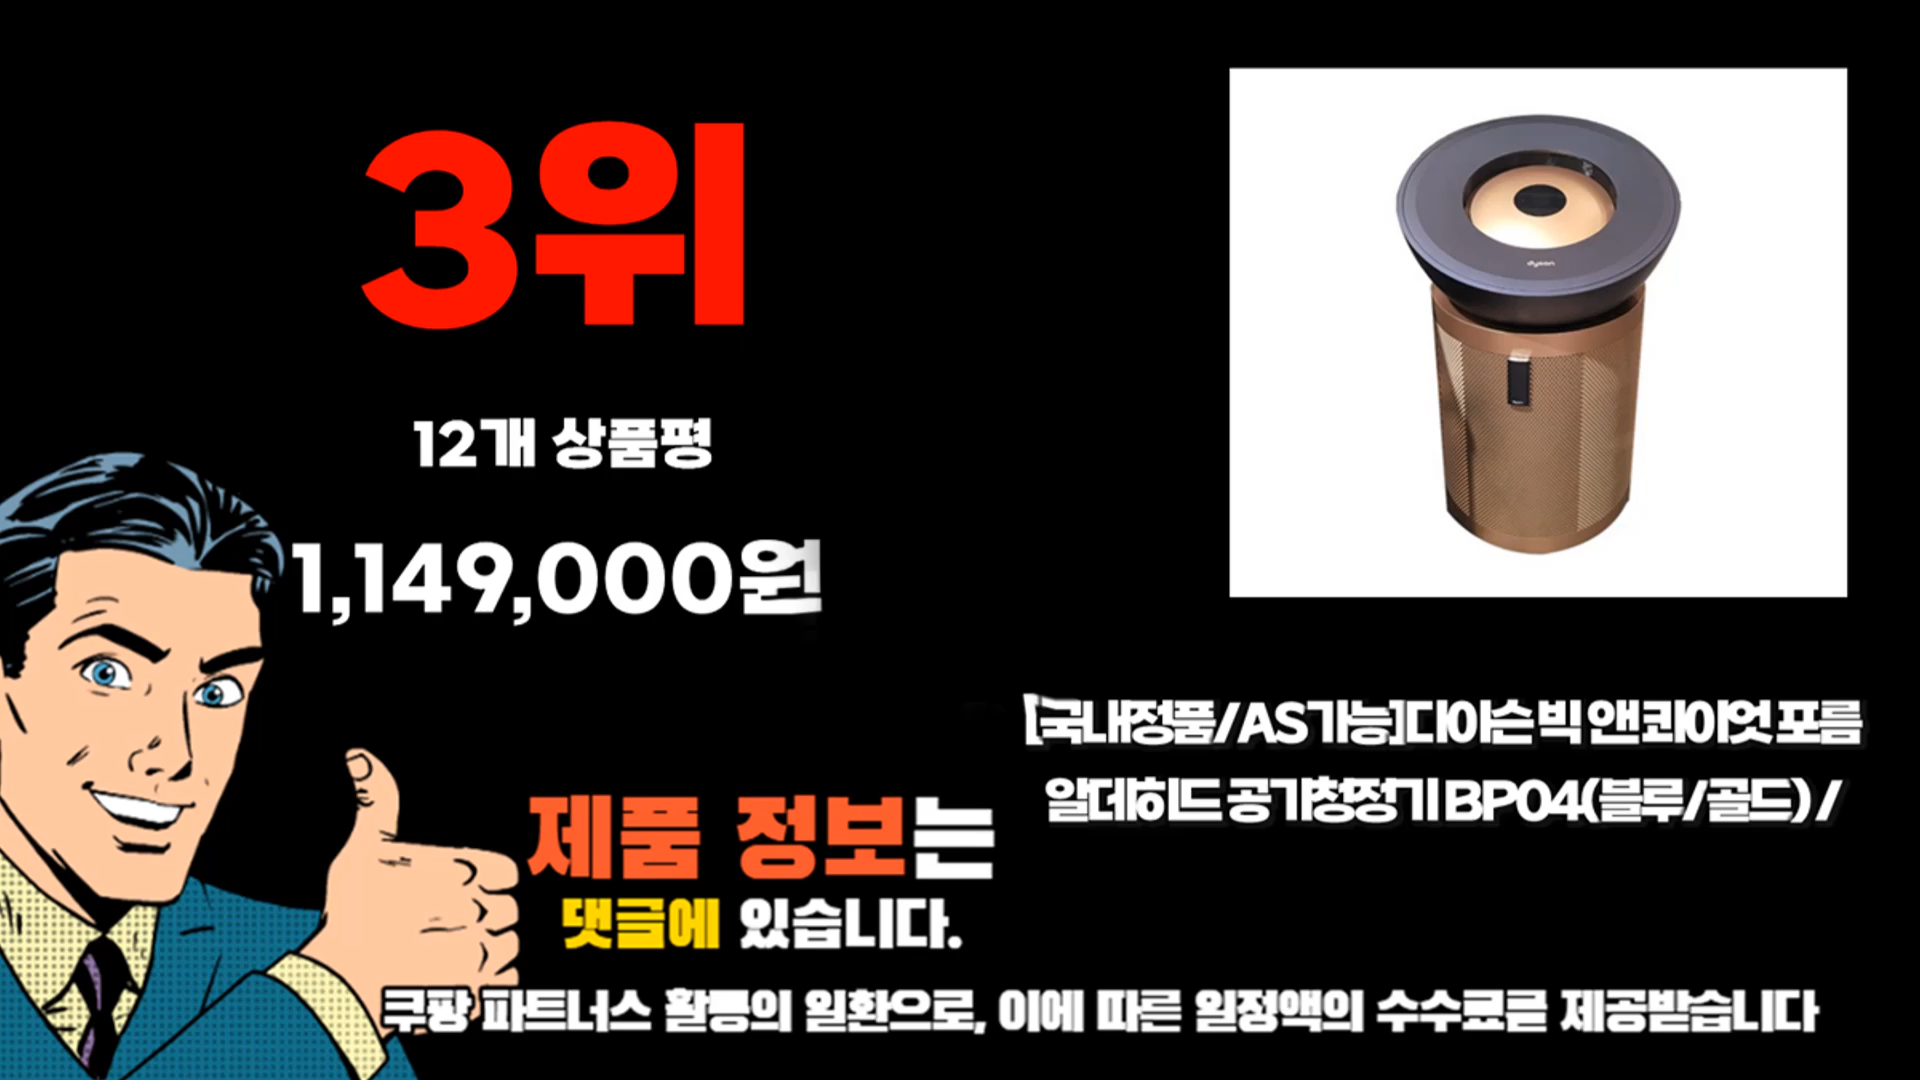 3위
12개 상품평
1,149,000원
dyson
[국내정품/AS가능]다이슨 빅 앤 콰이엇 포름
알데히드 공기청정기 BP04(블루/골드) /
제품 정보는
댓글에 있습니다.
쿠팡 파트너스 활동의 일환으로, 이에 따른 일정액의 수수료를 제공받습니다